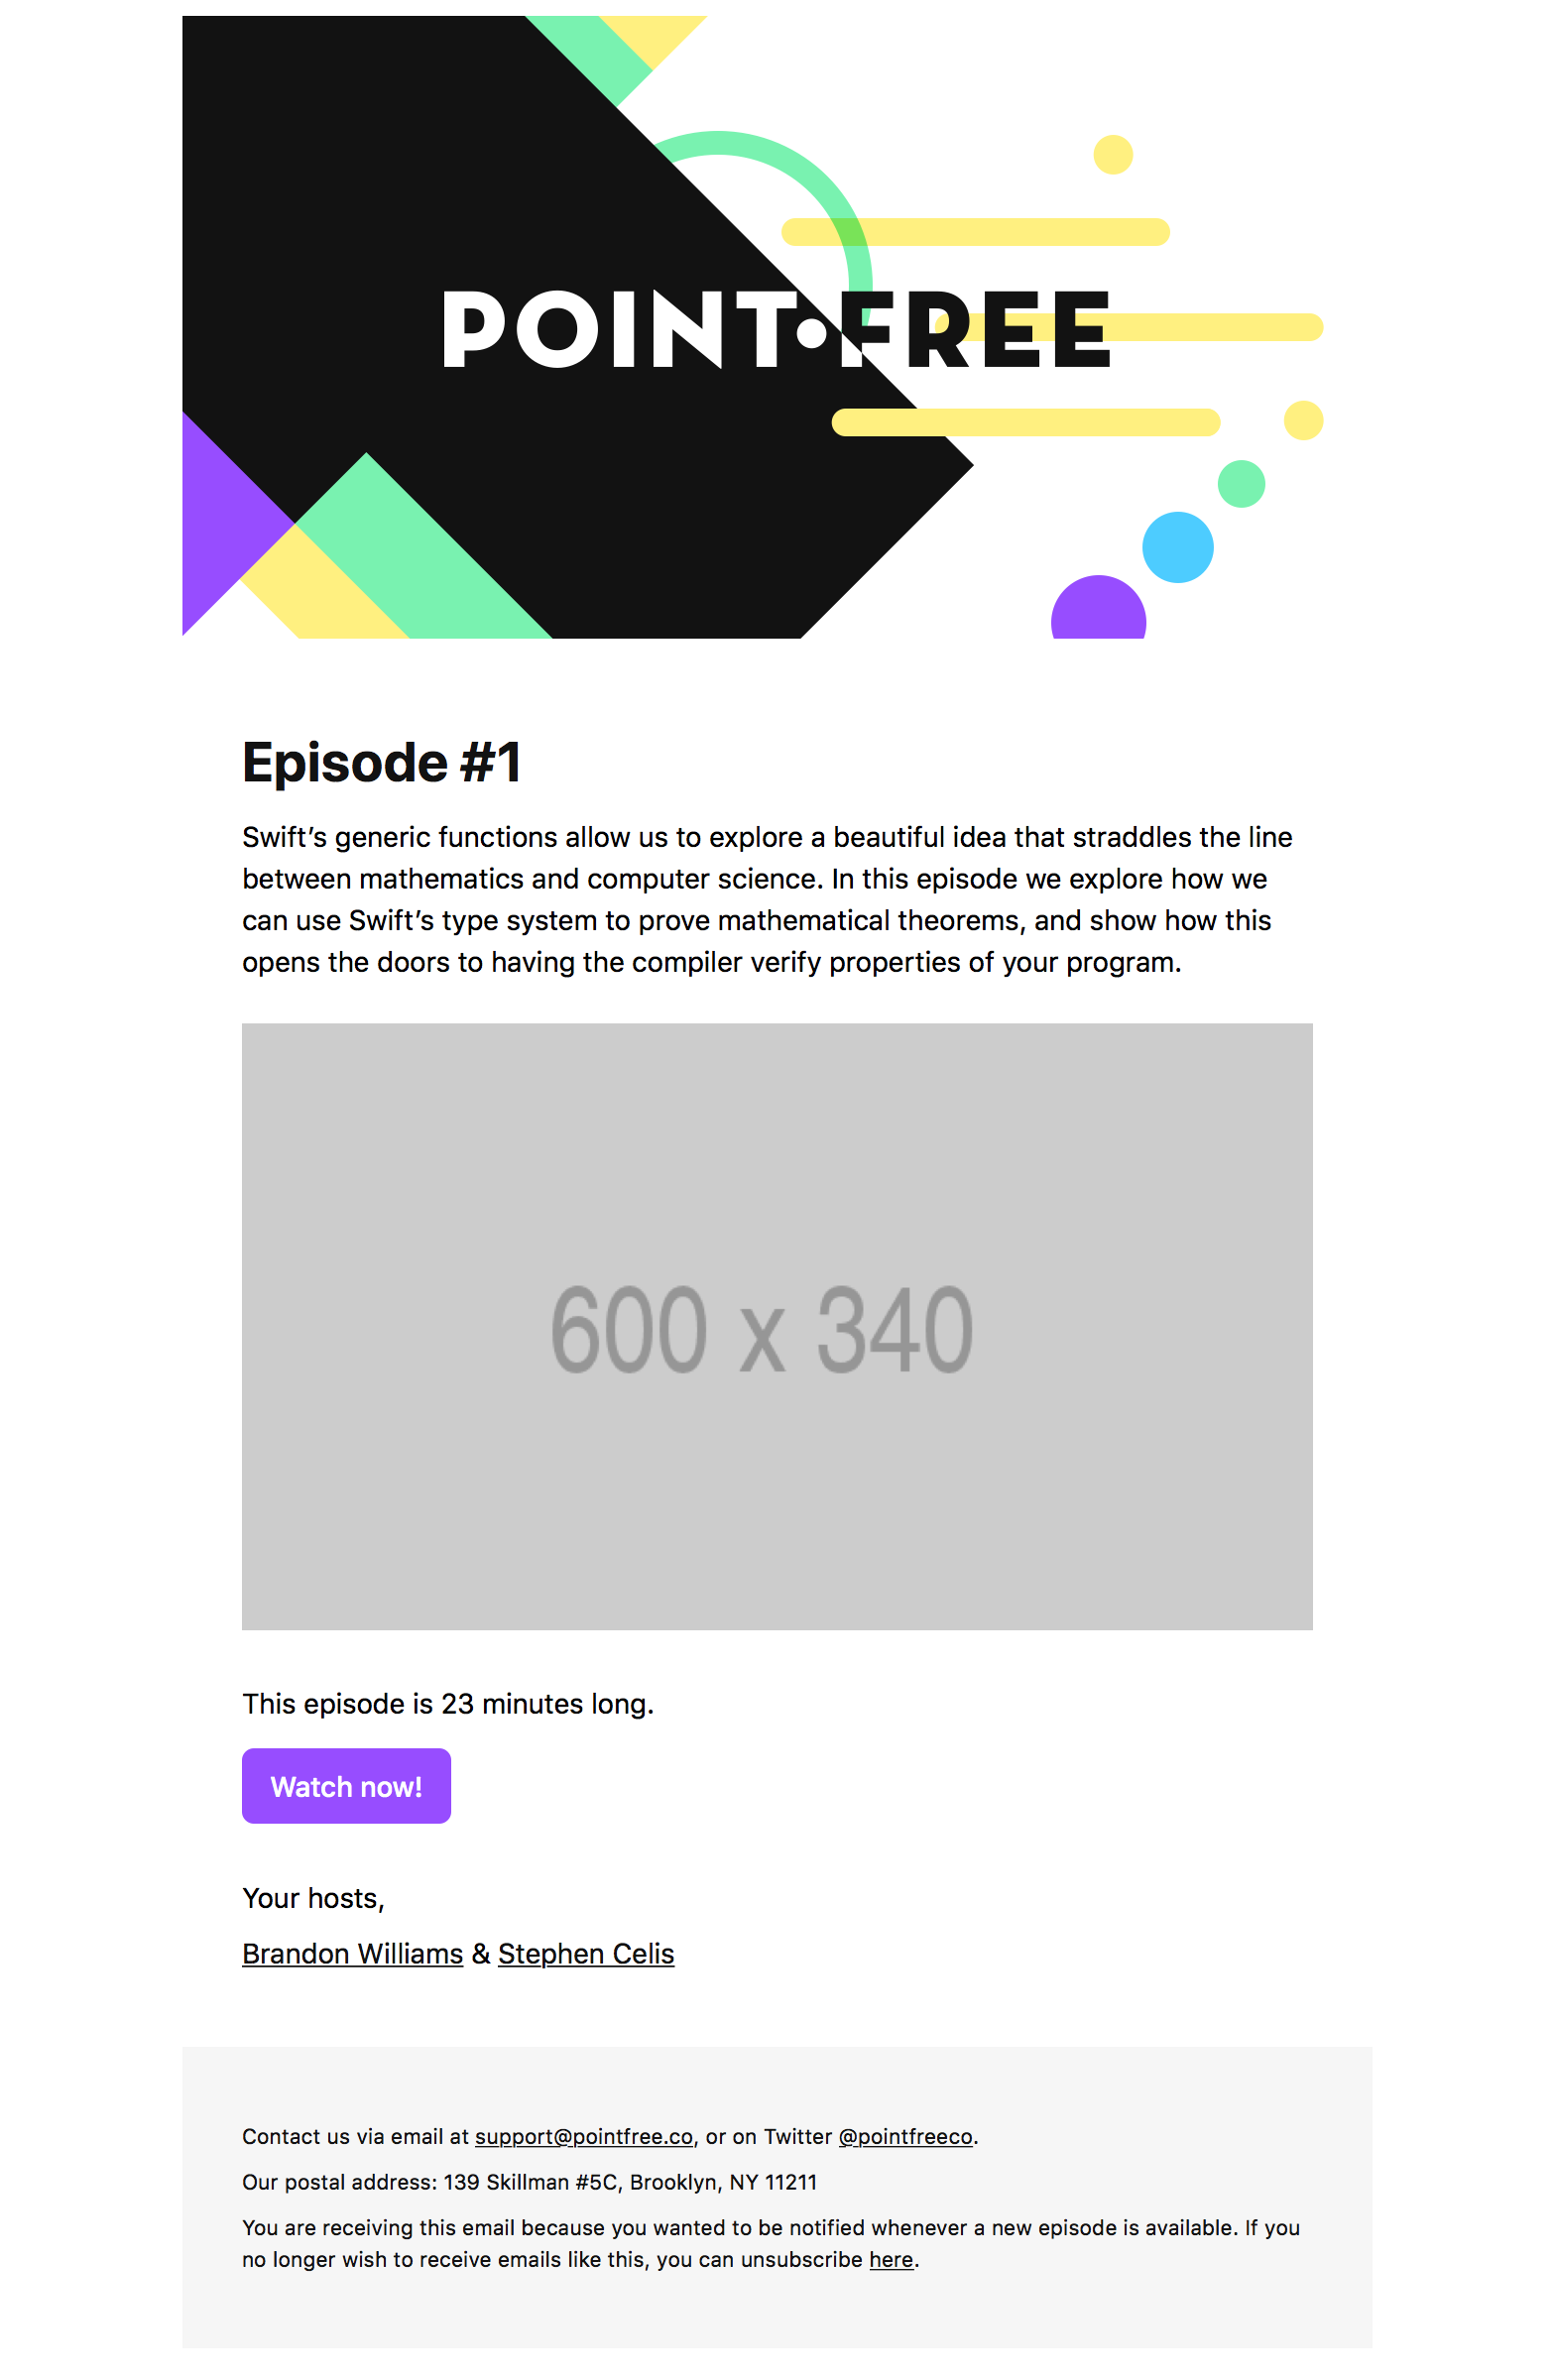 POINT•FREE
Episode #1
Swift’s generic functions allow us to explore a beautiful idea that straddles the line
between mathematics and computer science. In this episode we explore how we
can use Swift’s type system to prove mathematical theorems, and show how this
opens the doors to having the compiler verify properties of your program.
600 x 340
This episode is 23 minutes long.
Watch now!
Your hosts,
Brandon Williams & Stephen Celis
Contact us via email at support@pointfree.co, or on Twitter @pointfreeco.
Our postal address: 139 Skillman #5C, Brooklyn, NY 11211
You are receiving this email because you wanted to be notified whenever a new episode is available. If you
no longer wish to receive emails like this, you can unsubscribe here.